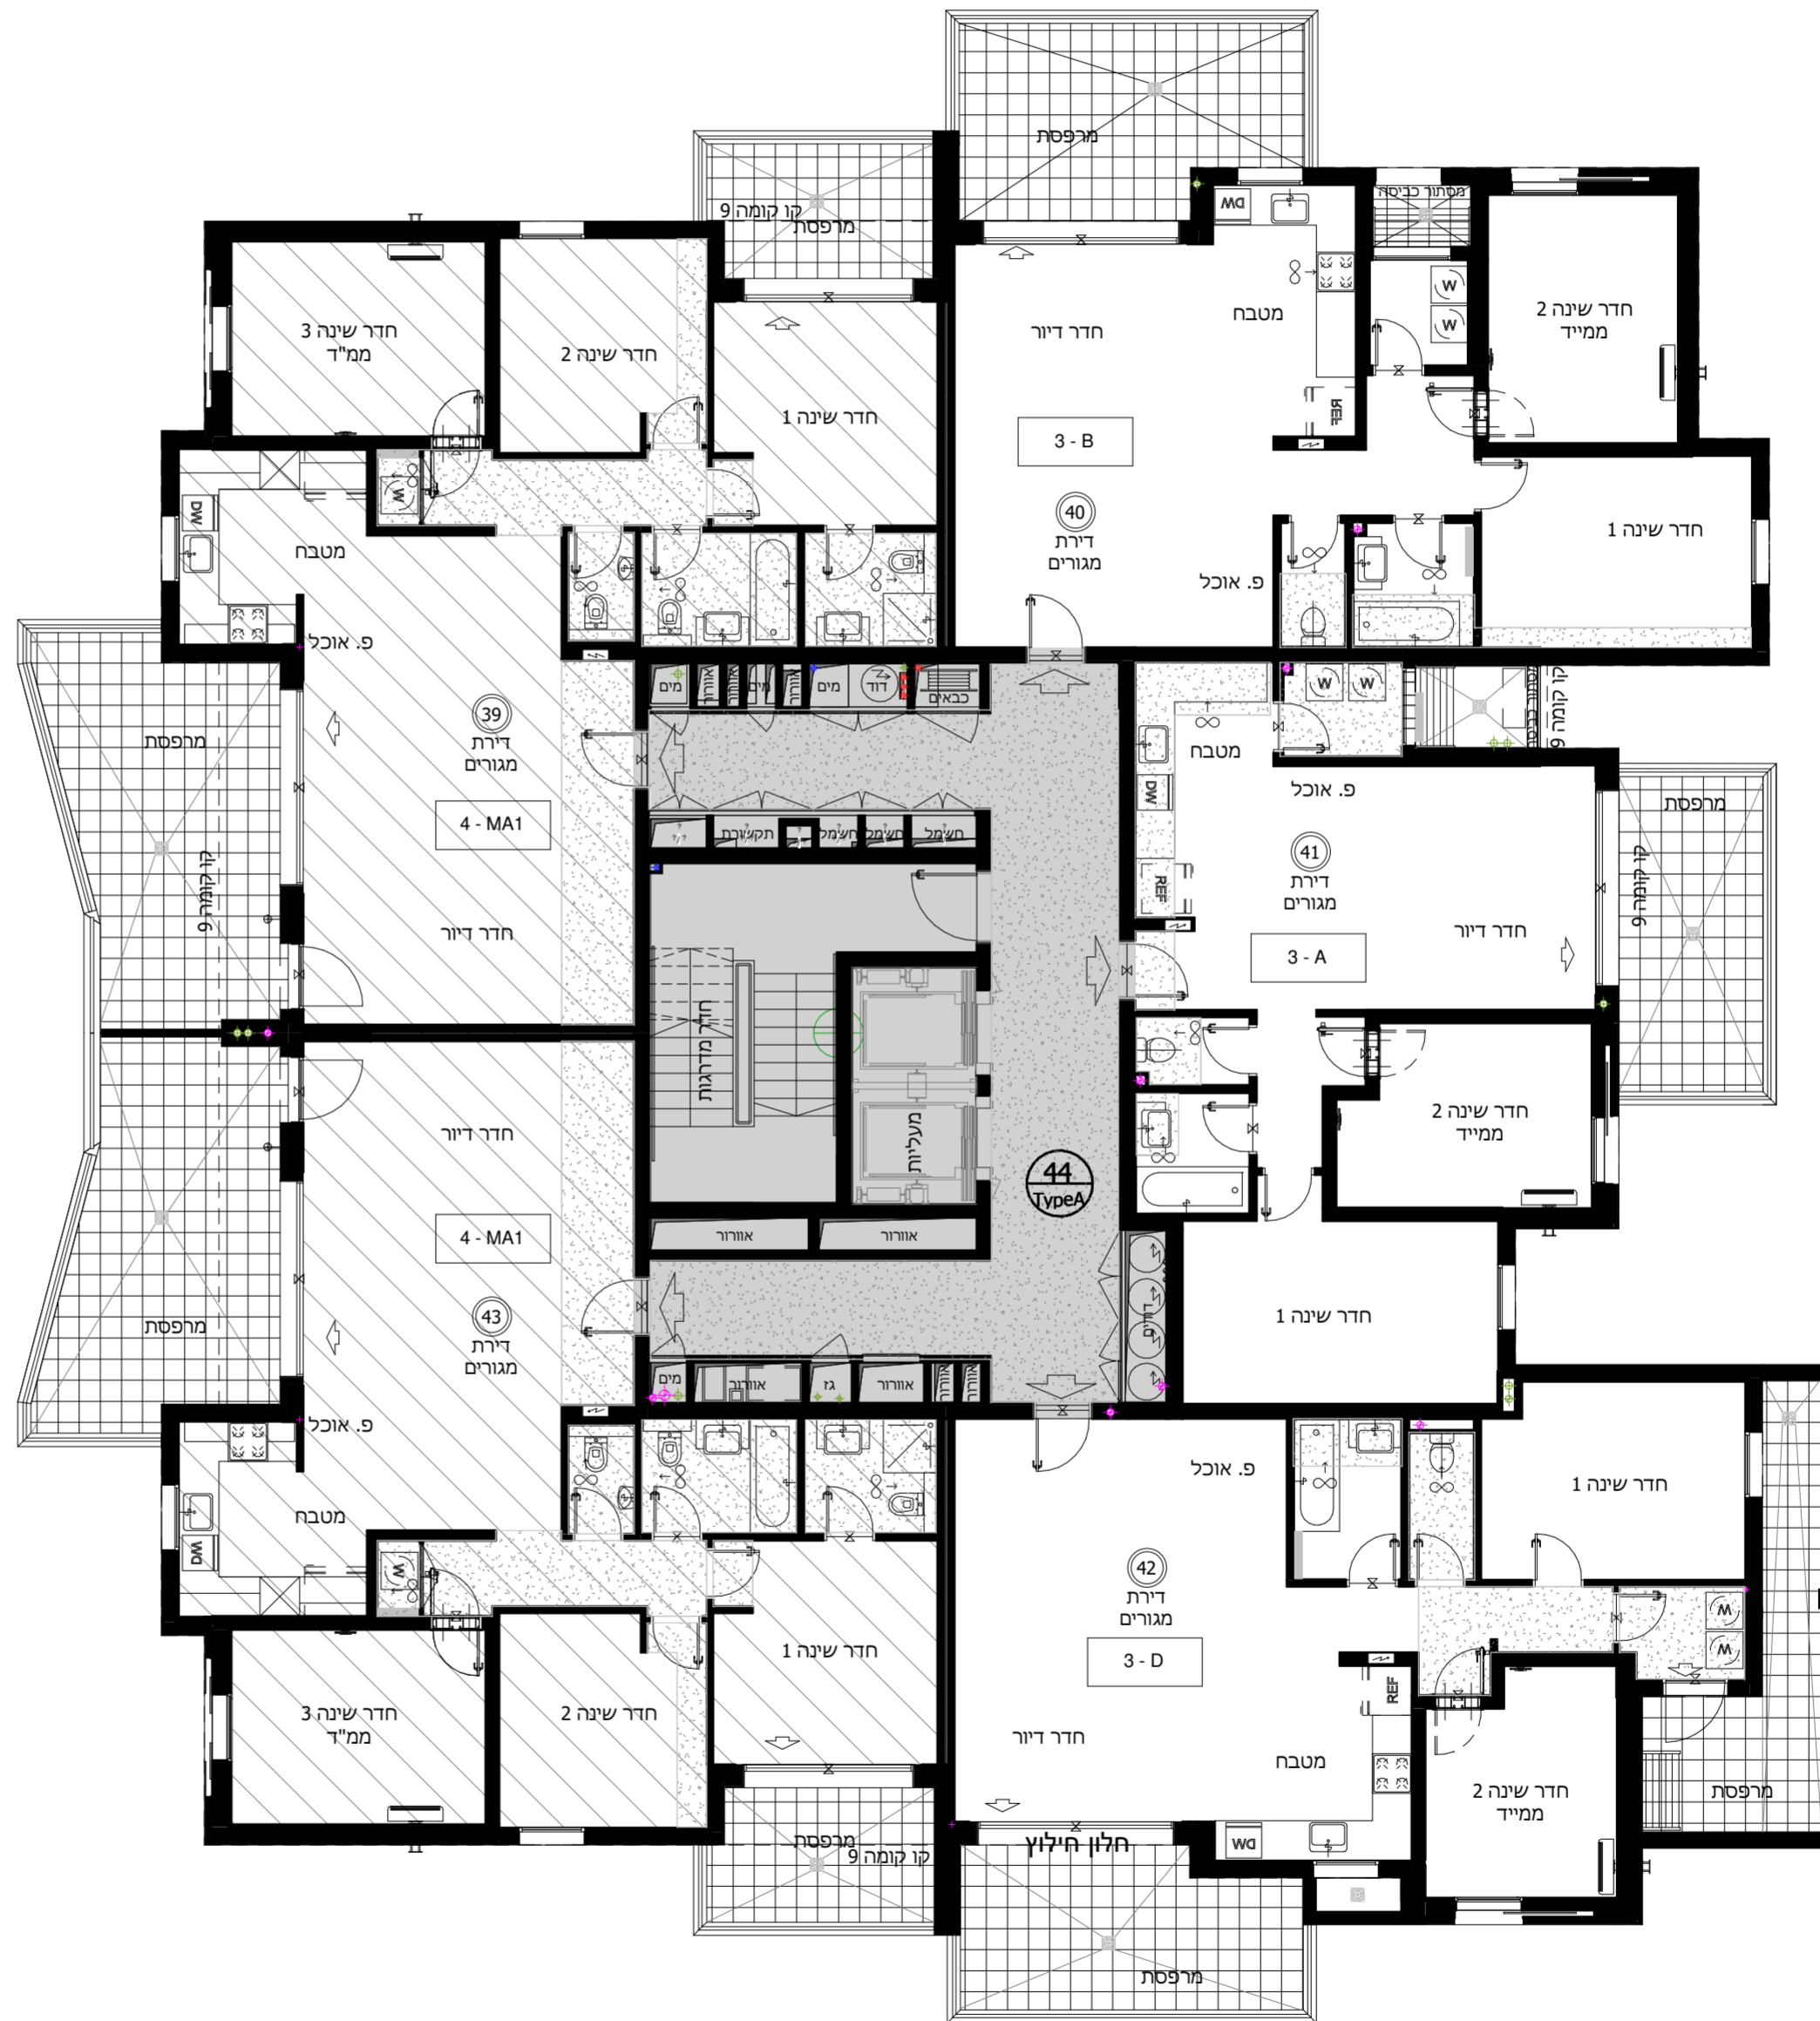 מרפסת
קו קומה 9
מרפסת
מסתור כביסה
DW
W
W
חדר שינה 3
ממ"ד
חדר שינה 2
חדר שינה 1
חדר דיור
מטבח
חדר שינה 2
ממייד
REF
3 - B
40
דירת
מגורים
פ. אוכל
חדר שינה 1
DW
W
מטבח
פ. אוכל
מרפסת
קו קומה 9
39
דירת
מגורים
4 - MA1
חדר דיור
מים
אוורור
אוורור
מים
אוורור
מים
דוד
כבאים
תקשורת
חשמל
חשמל
חשמל
חדר מדרגות
מעליות
44
TypeA
אוורור
אוורור
W
W
מטבח
DW
REF
פ. אוכל
קו קומה 9
41
דירת
מגורים
3 - A
חדר דיור
מרפסת
קו קומה 9
חדר שינה 2
ממייד
חדר שינה 1
דודים
חדר דיור
4 - MA1
43
דירת
מגורים
מרפסת
פ. אוכל
מטבח
DW
W
מים
אוורור
גז
אוורור
אוורור
אוורור
חדר שינה 3
ממ"ד
חדר שינה 2
חדר שינה 1
מרפסת
קו קומה 9
פ. אוכל
42
דירת
מגורים
3 - D
חדר דיור
מטבח
REF
DW
חלון חילוץ
מרפסת
חדר שינה 1
W
W
חדר שינה 2
ממייד
מרפסת